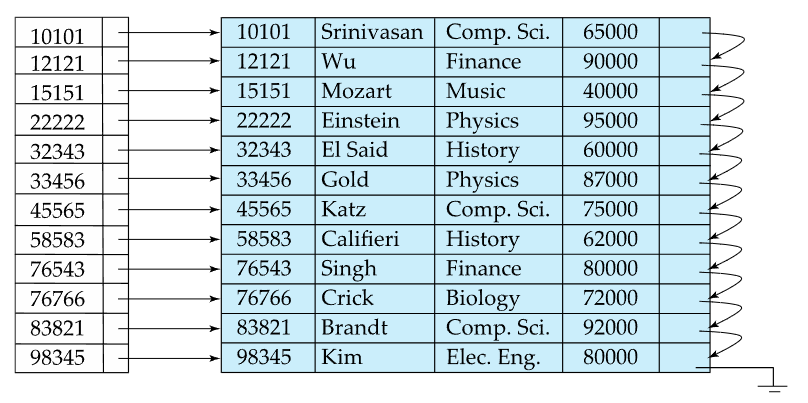 10101 10101 Srinivasan Comp. Sci. 65000
12121 12121 Wu Finance 90000
15151 15151 Mozart Music 40000
22222 22222 Einstein Physics 95000
32343 32343 El Said History 60000
33456 33456 Gold Physics 87000
45565 45565 Katz Comp. Sci. 75000
58583 58583 Califieri History 62000
76543 76543 Singh Finance 80000
76766 76766 Crick Biology 72000
83821 83821 Brandt Comp. Sci. 92000
98345 98345 Kim Elec. Eng. 80000